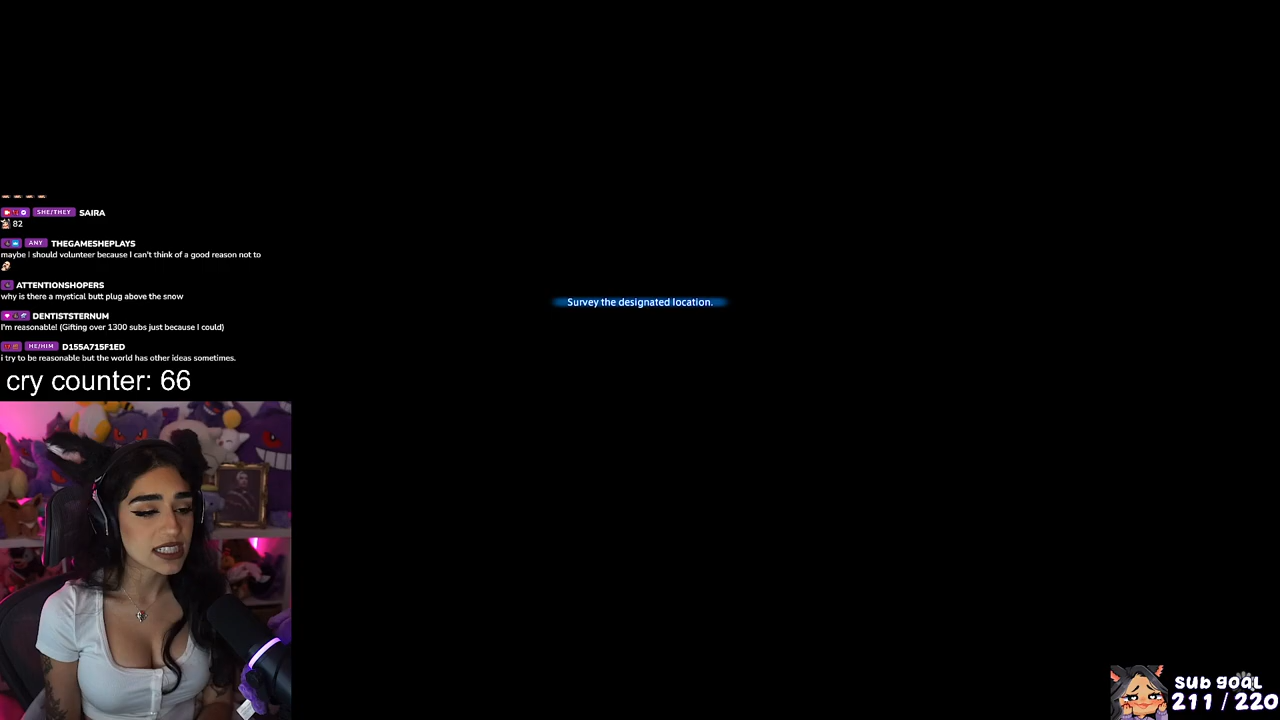 SHE/THEY SAIRA
82
ANY THEGAMESHEPLAYS
maybe I should volunteer because I can't think of a good reason not to
ATTENTIONSHOPERS
why is there a mystical butt plug above the snow
DENTISTSTERNUM
I'm reasonable! (Gifting over 1300 subs just because I could)
HE/HIM D155A715F1ED
i try to be reasonable but the world has other ideas sometimes.
cry counter: 66
Survey the designated location.
sub goal
211 / 220